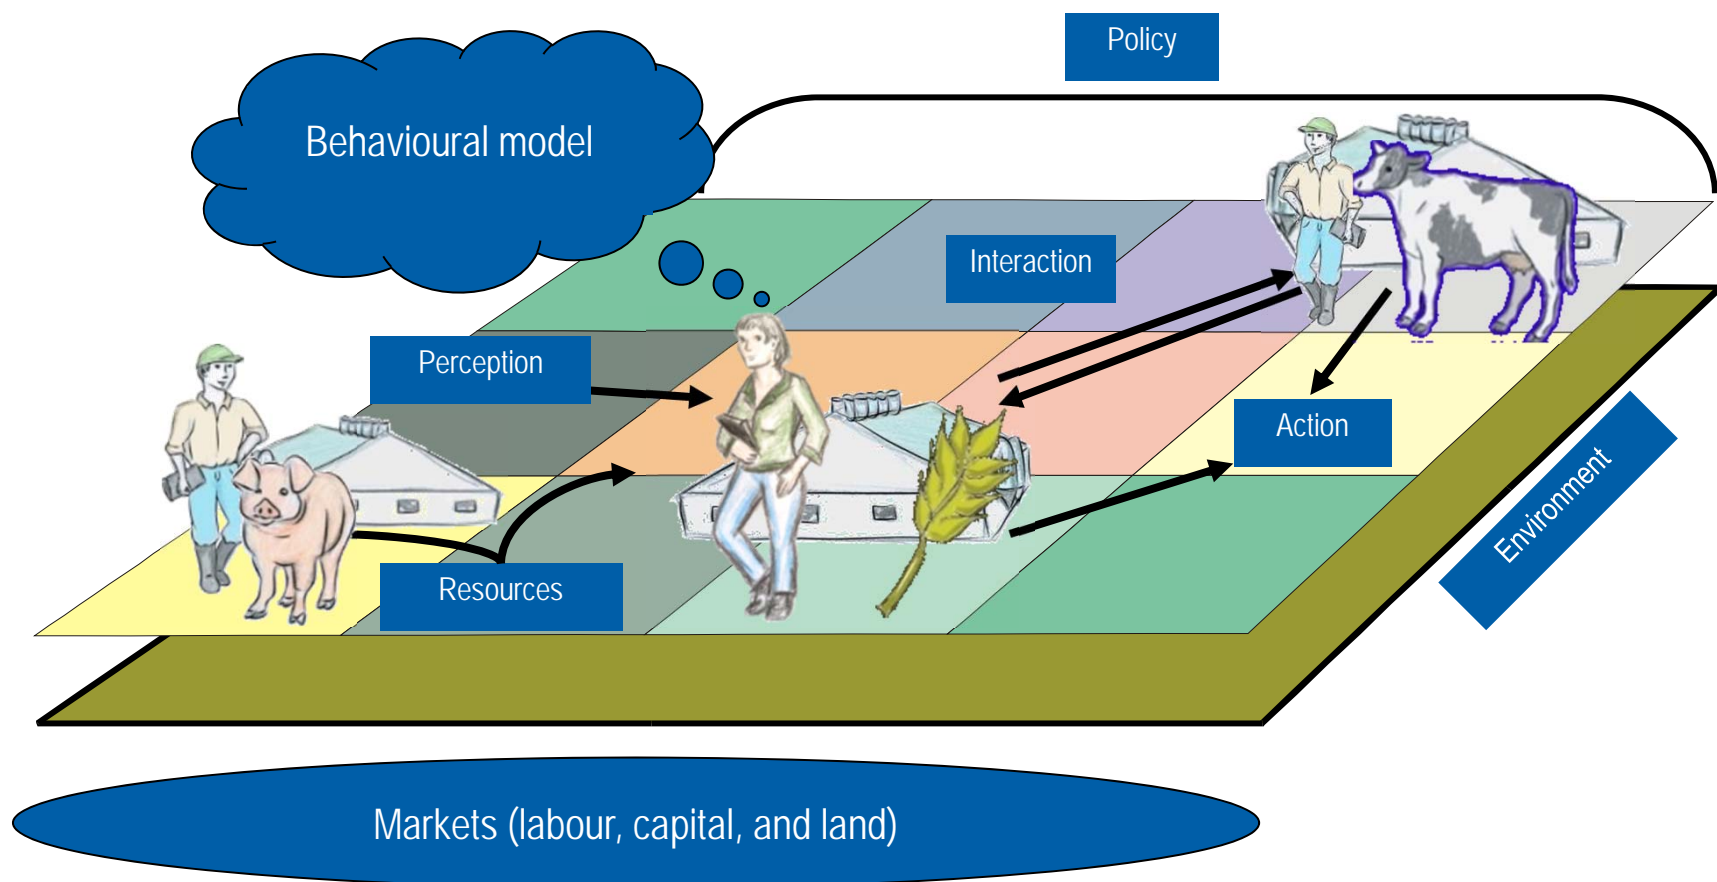 Policy
Behavioural model
Interaction
Perception
Action
Environment
Resources
Markets (labour, capital, and land)